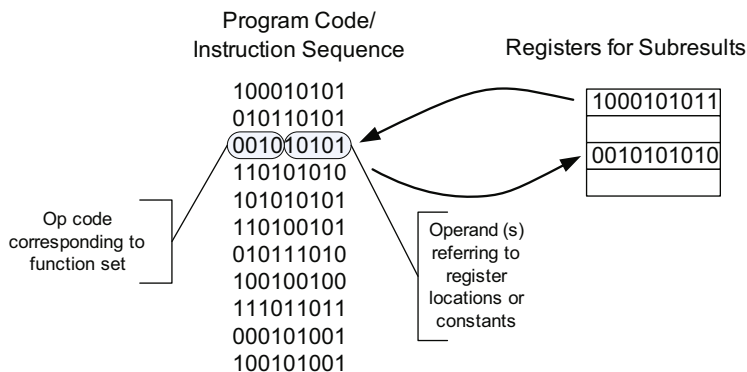 Program Code/
Instruction Sequence
Registers for Subresults
100010101
010110101
001010101
110101010
101010101
110100101
010111010
100100100
111011011
000101001
100101001
1000101011
0010101010
Op code
corresponding to
function set
Operand (s)
referring to
register
locations or
constants